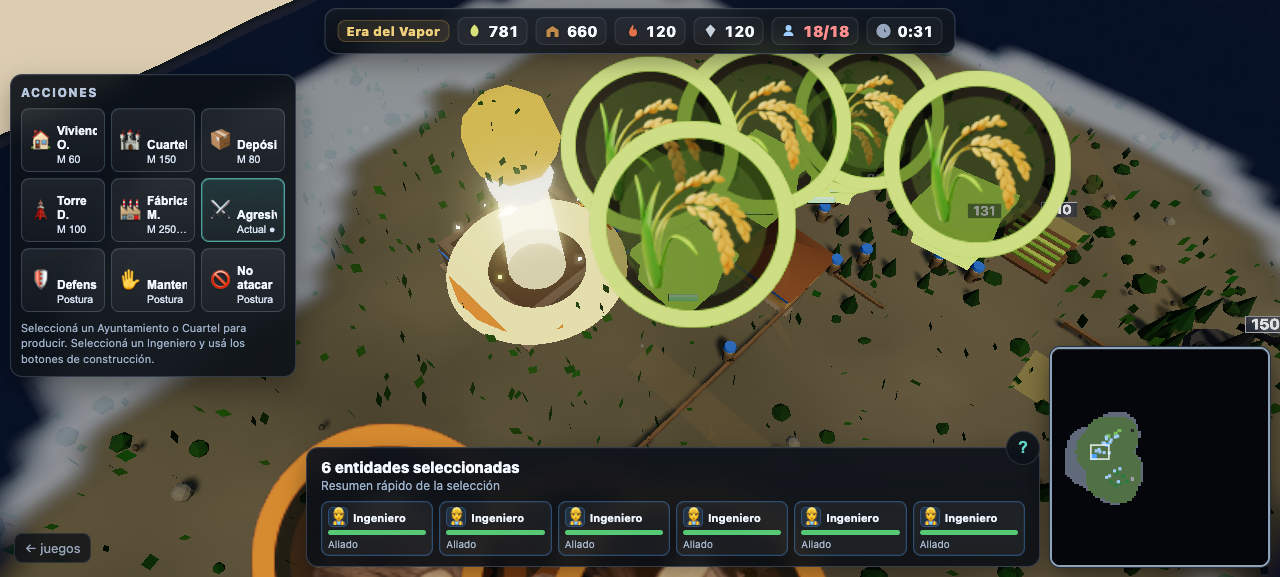 Era del Vapor 781 660 120 120 18/18 0:31
ACCIONES
Vivienc
O.
M 60
Cuartel
M 150
Depósi
M 80
Torre
D.
M 100
Fábrica
M.
M 250...
Agresiv
Actual •
Defens
Postura
Manten
Postura
No
atacar
Postura
Seleccioná un Ayuntamiento o Cuartel para
producir. Seleccioná un Ingeniero y usá los
botones de construcción.
131
150
6 entidades seleccionadas
Resumen rápido de la selección
?
Ingeniero Ingeniero Ingeniero Ingeniero Ingeniero Ingeniero
Aliado Aliado Aliado Aliado Aliado Aliado
← juegos